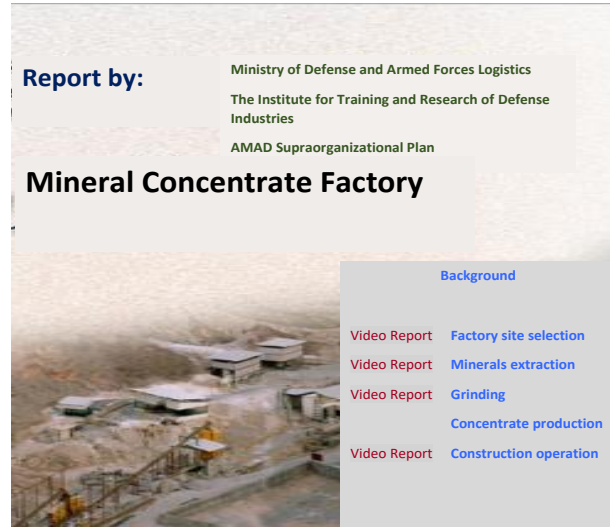 Report by:
Ministry of Defense and Armed Forces Logistics
The Institute for Training and Research of Defense
Industries
AMAD Supraorganizational Plan
Mineral Concentrate Factory
Background
Video Report Factory site selection
Video Report Minerals extraction
Video Report Grinding
Concentrate production
Video Report Construction operation